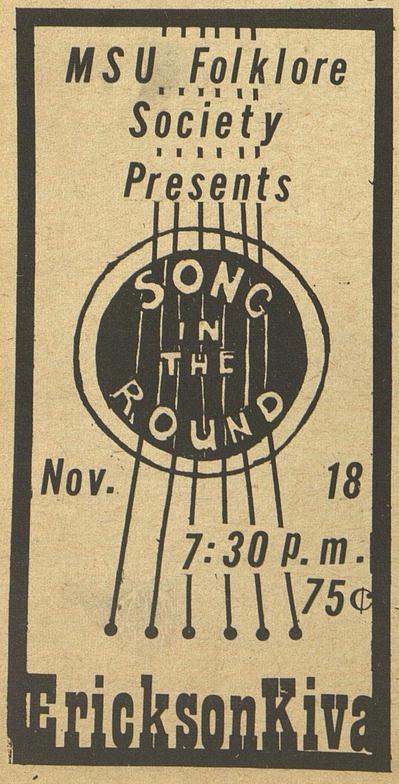 MSU Folklore
Society
Presents
SONG
IN
THE
ROUND
Nov. 18
7:30 p.m.
75¢
EricksonKiva